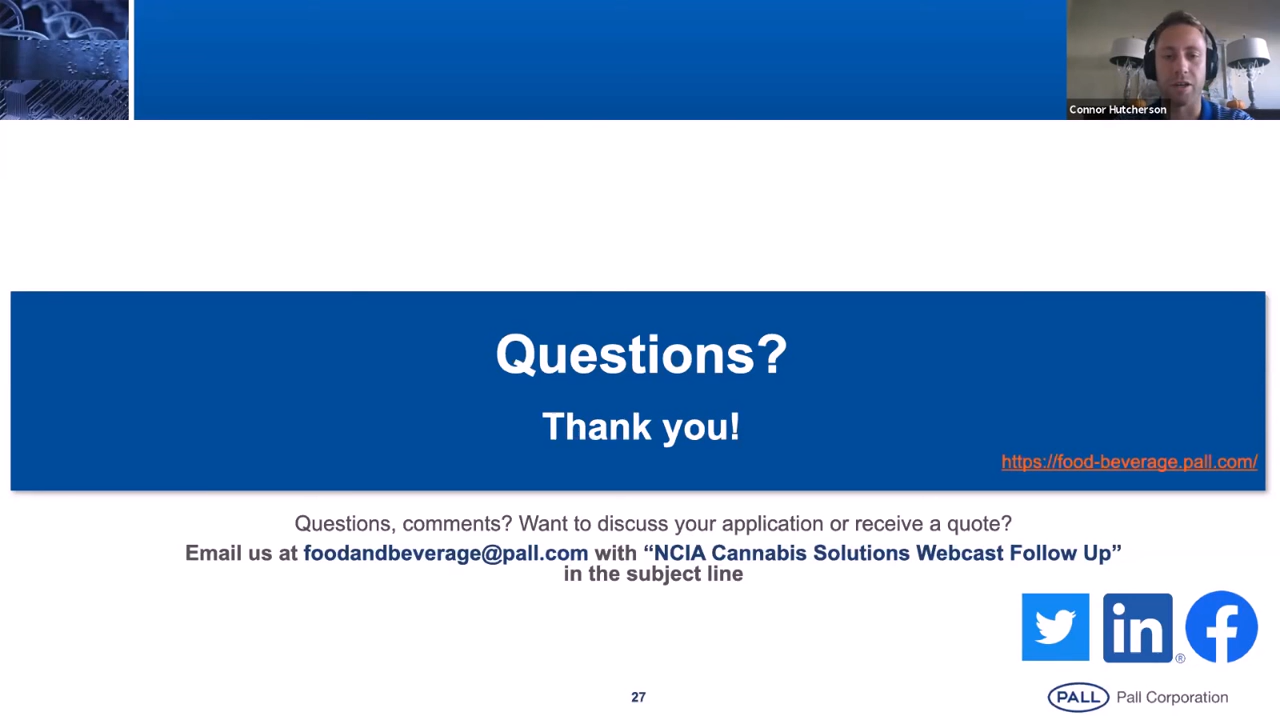 Connor Hutcherson
Questions?
Thank you!
https://food-beverage.pall.com/
Questions, comments? Want to discuss your application or receive a quote?
Email us at foodandbeverage@pall.com with “NCIA Cannabis Solutions Webcast Follow Up”
in the subject line
in ®
27
PALL Pall Corporation